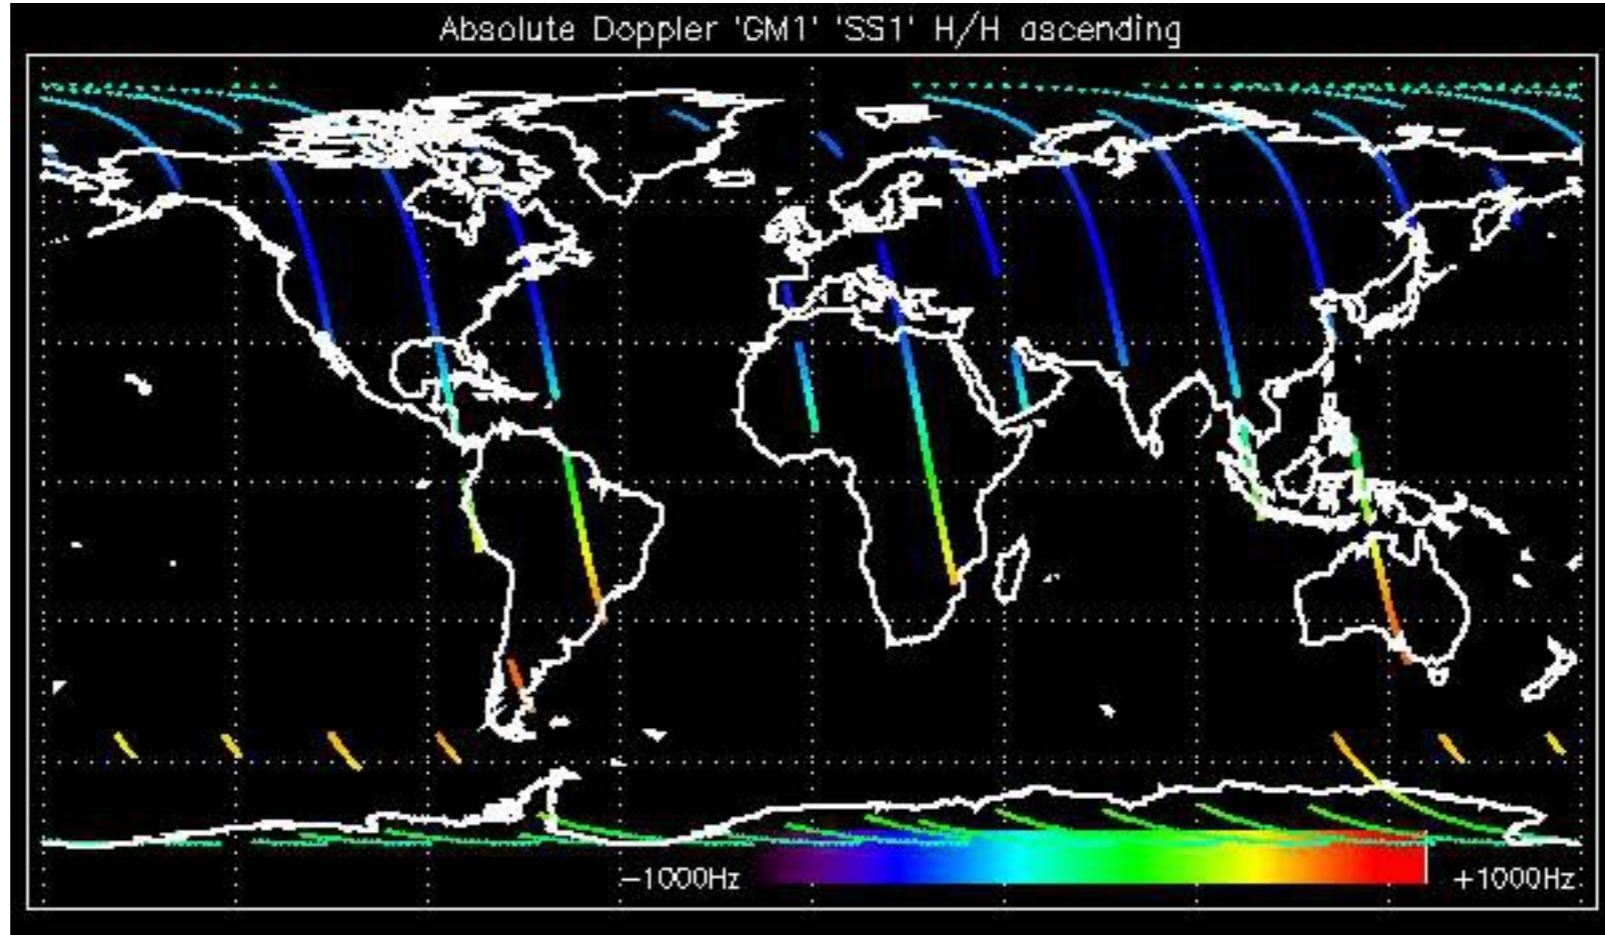 Absolute Doppler 'GM1' 'SS1' H/H ascending
−1000Hz
+1000Hz